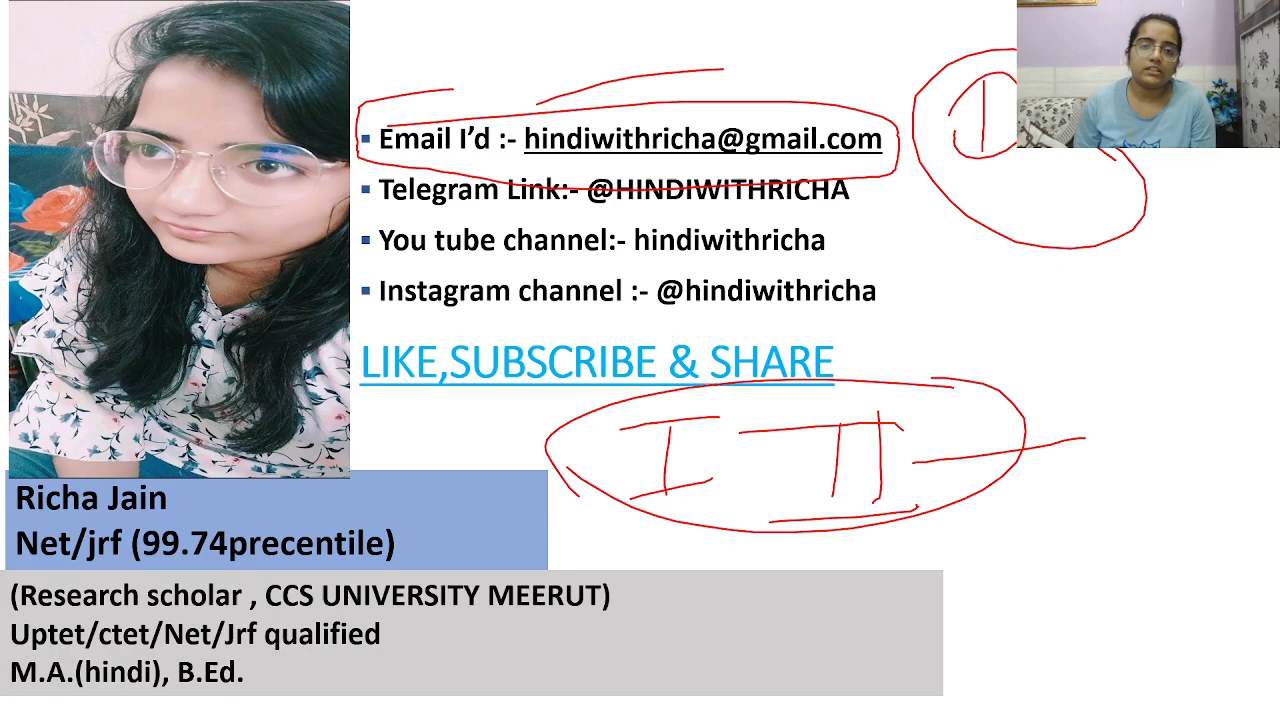 Email I'd :- hindiwithricha@gmail.com
Telegram Link:- @HINDIWITHRICHA
You tube channel:- hindiwithricha
Instagram channel :- @hindiwithricha
LIKE,SUBSCRIBE & SHARE
I
I II
Richa Jain
Net/jrf (99.74precentile)
(Research scholar , CCS UNIVERSITY MEERUT)
Uptet/ctet/Net/Jrf qualified
M.A.(hindi), B.Ed.